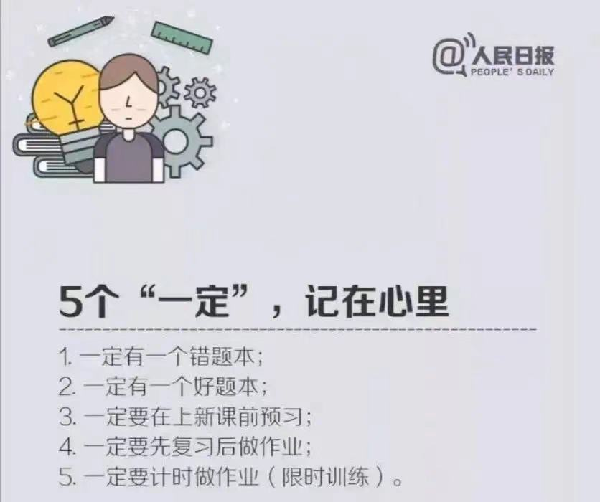 @人民日报
PEOPLE'S DAILY
5个“一定”，记在心里
1. 一定有一个错题本；
2. 一定有一个好题本；
3. 一定要在上新课前预习；
4. 一定要先复习后做作业；
5. 一定要计时做作业（限时训练）。